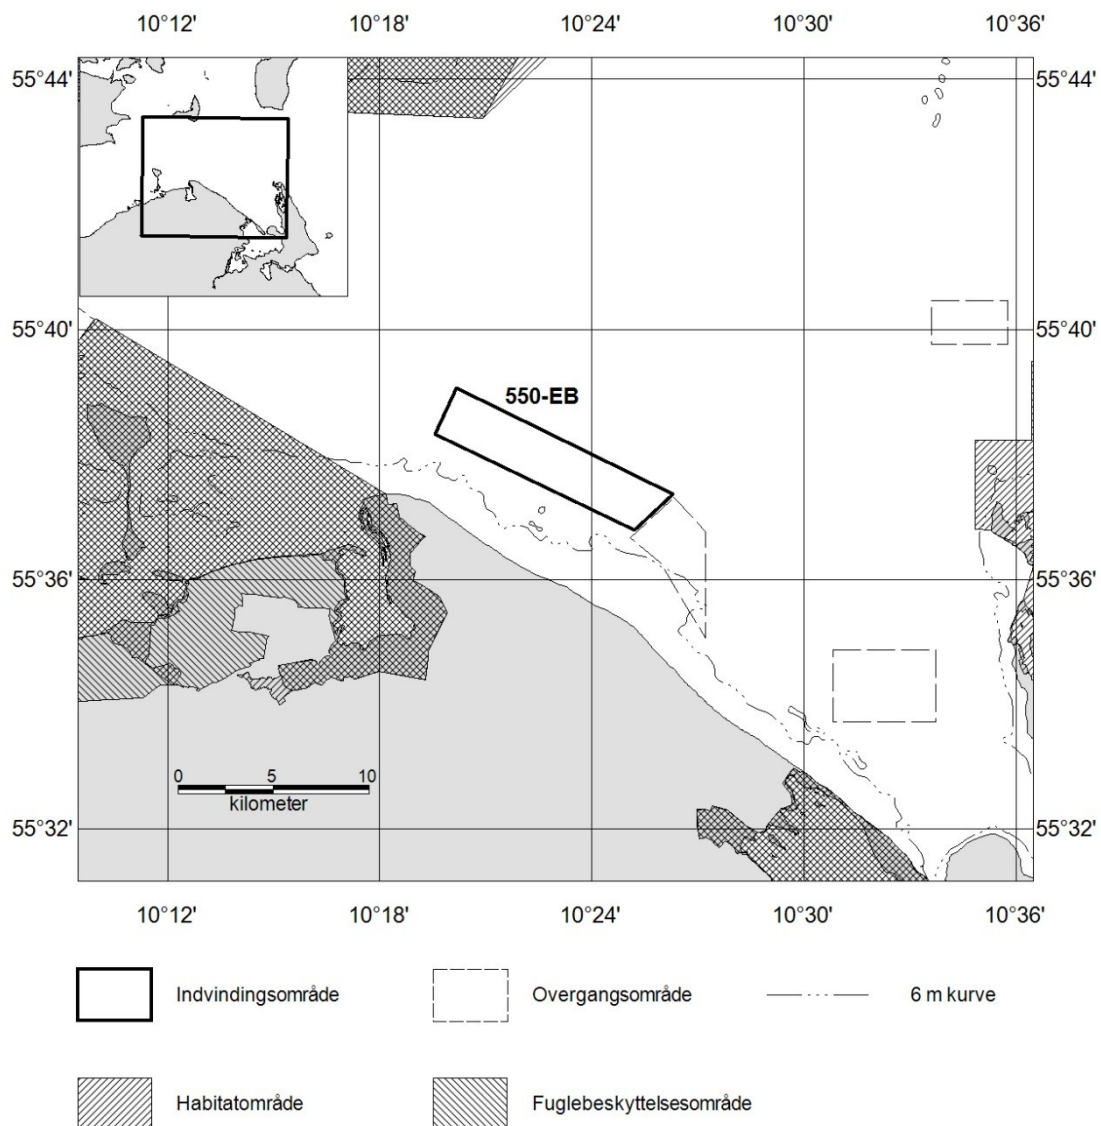 10°12' 10°18' 10°24' 10°30' 10°36'
55°44' 55°44'
55°40' 55°40'
550-EB
55°36' 55°36'
0 5 10
kilometer
55°32' 55°32'
10°12' 10°18' 10°24' 10°30' 10°36'
Indvindingsområde Overgangsområde 6 m kurve
Habitatområde Fuglebeskyttelsesområde